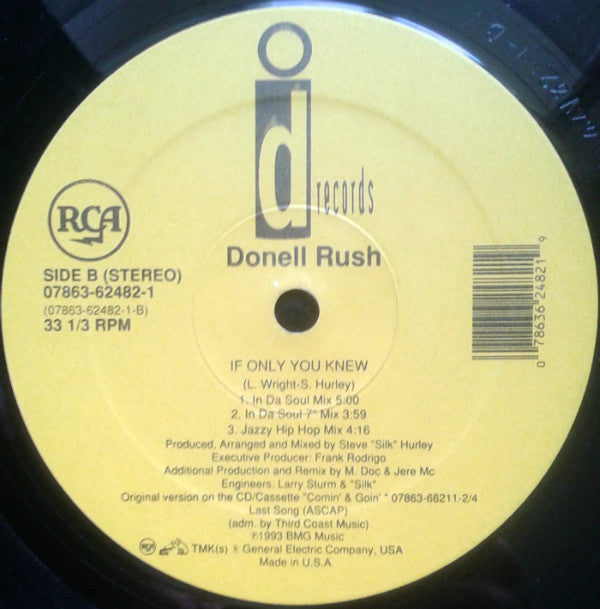 id records
Donell Rush
RCA
SIDE B (STEREO)
07863-62482-1
(07863-62482-1-B)
33 1/3 RPM
0 78636 24821 9
IF ONLY YOU KNEW
(L. Wright-S. Hurley)
1. In Da Soul Mix 5:00
2. In Da Soul 7" Mix 3:59
3. Jazzy Hip Hop Mix 4:16
Produced, Arranged and Mixed by Steve "Silk" Hurley
Executive Producer: Frank Rodrigo
Additional Production and Remix by M. Doc & Jere Mc
Engineers: Larry Sturm & "Silk"
Original version on the CD/Cassette "Comin' & Goin' " 07863-66211-2/4
Last Song (ASCAP)
(adm. by Third Coast Music)
℗1993 BMG Music
TMK(s) ® General Electric Company, USA
Made in U.S.A.